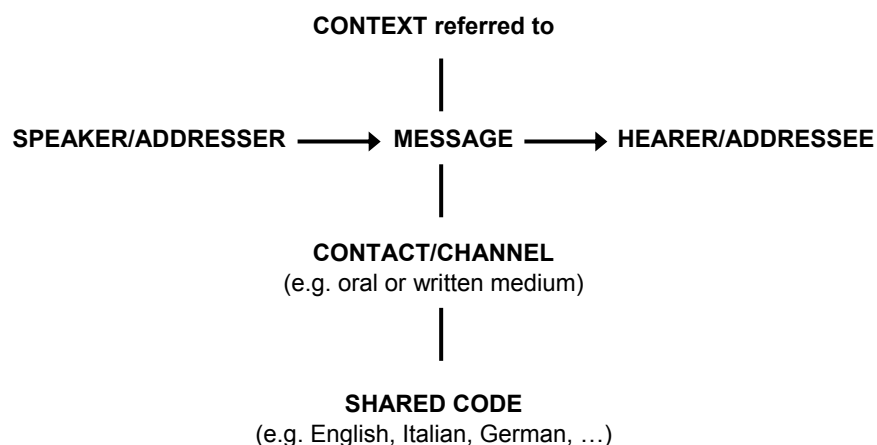 CONTEXT referred to
SPEAKER/ADDRESSER MESSAGE HEARER/ADDRESSEE
CONTACT/CHANNEL
(e.g. oral or written medium)
SHARED CODE
(e.g. English, Italian, German, …)